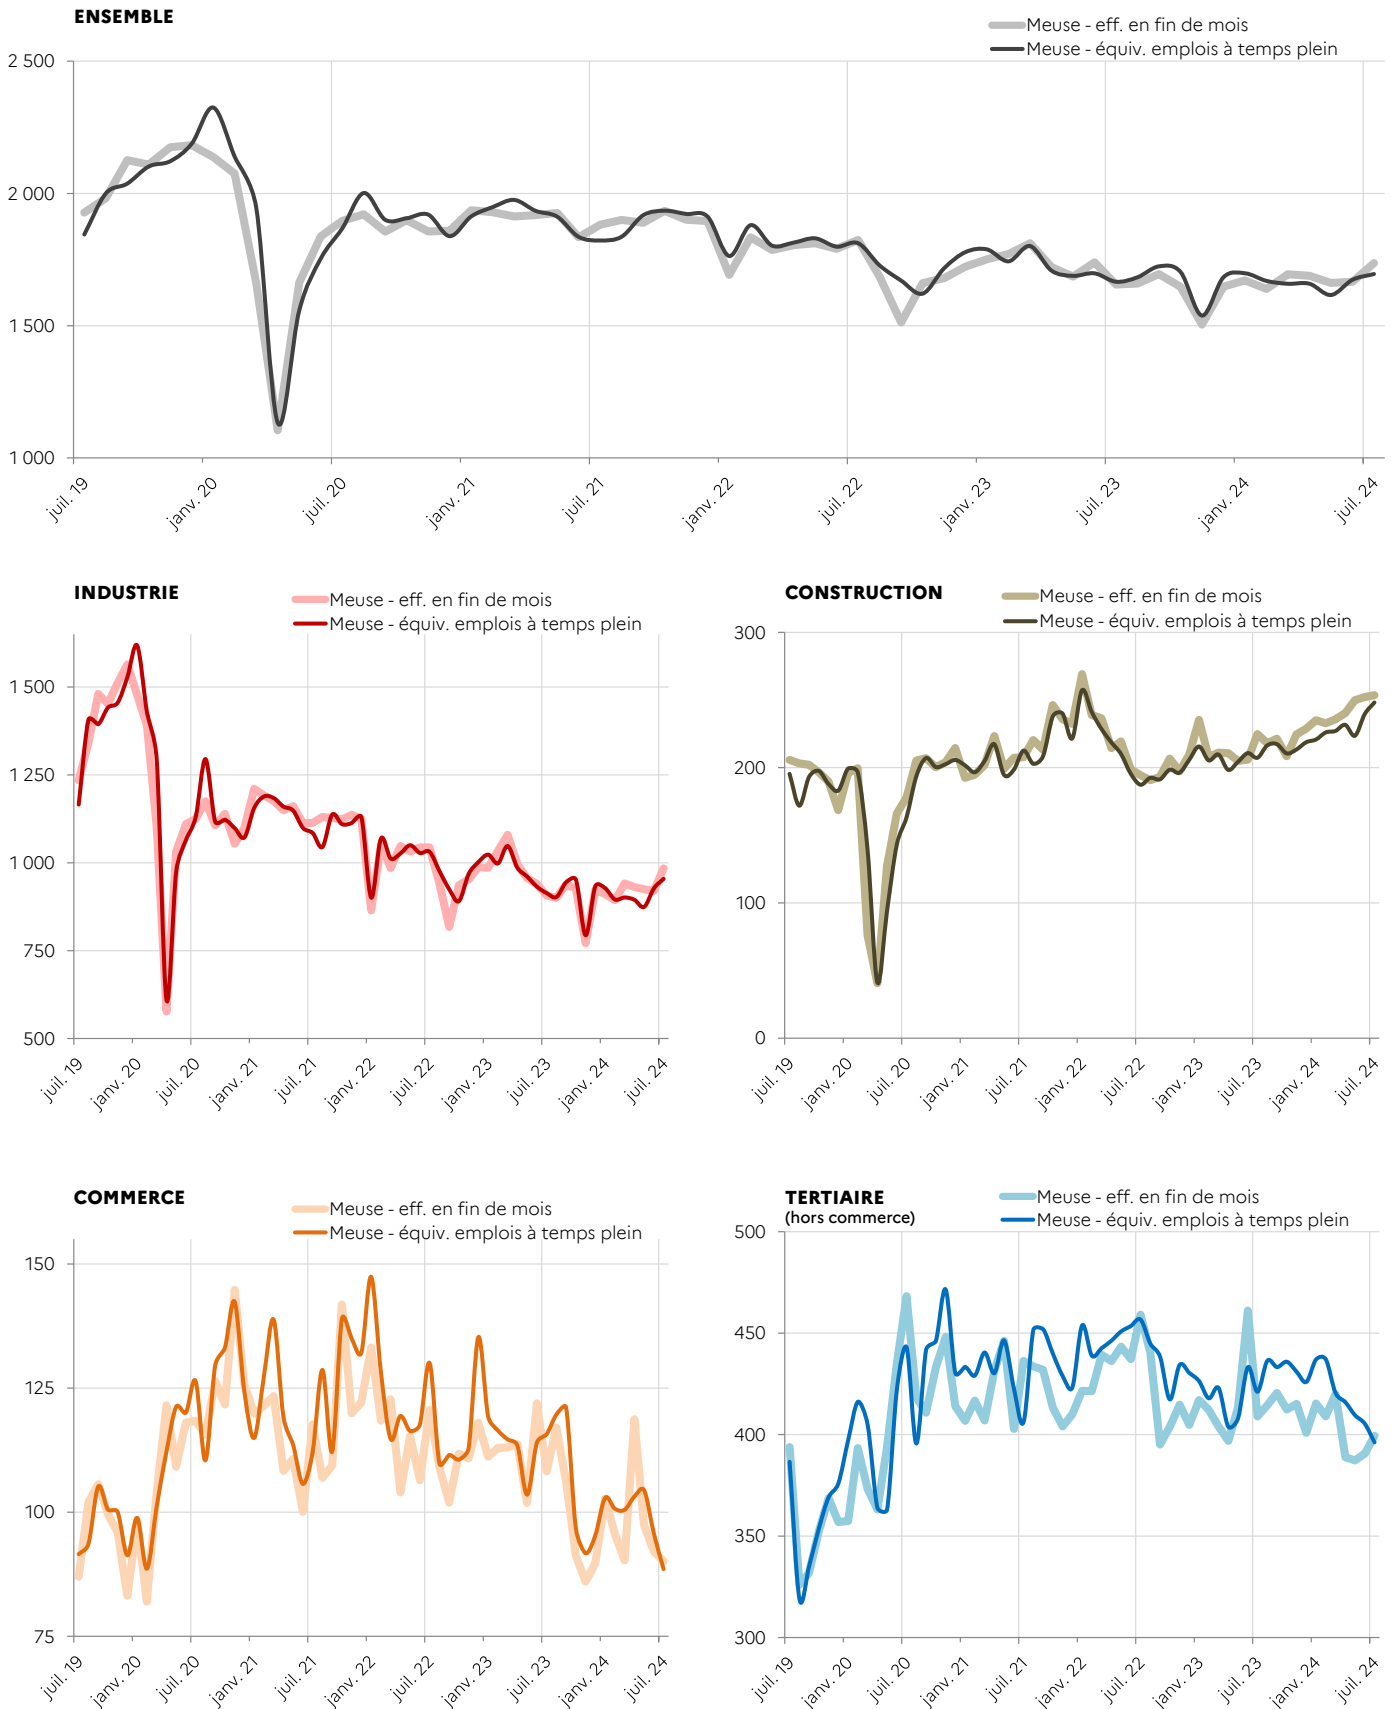 ENSEMBLE
Meuse - eff. en fin de mois
Meuse - équiv. emplois à temps plein
2 500
2 000
1 500
1 000
juil. 19
janv. 20
juil. 20
janv. 21
juil. 21
janv. 22
juil. 22
janv. 23
juil. 23
janv. 24
juil. 24
INDUSTRIE
Meuse - eff. en fin de mois
Meuse - équiv. emplois à temps plein
1 500
1 250
1 000
750
500
juil. 19
janv. 20
juil. 20
janv. 21
juil. 21
janv. 22
juil. 22
janv. 23
juil. 23
janv. 24
juil. 24
CONSTRUCTION
Meuse - eff. en fin de mois
Meuse - équiv. emplois à temps plein
300
200
100
0
juil. 19
janv. 20
juil. 20
janv. 21
juil. 21
janv. 22
juil. 22
janv. 23
juil. 23
janv. 24
juil. 24
COMMERCE
Meuse - eff. en fin de mois
Meuse - équiv. emplois à temps plein
150
125
100
75
juil. 19
janv. 20
juil. 20
janv. 21
juil. 21
janv. 22
juil. 22
janv. 23
juil. 23
janv. 24
juil. 24
TERTIAIRE
(hors commerce)
Meuse - eff. en fin de mois
Meuse - équiv. emplois à temps plein
500
450
400
350
300
juil. 19
janv. 20
juil. 20
janv. 21
juil. 21
janv. 22
juil. 22
janv. 23
juil. 23
janv. 24
juil. 24